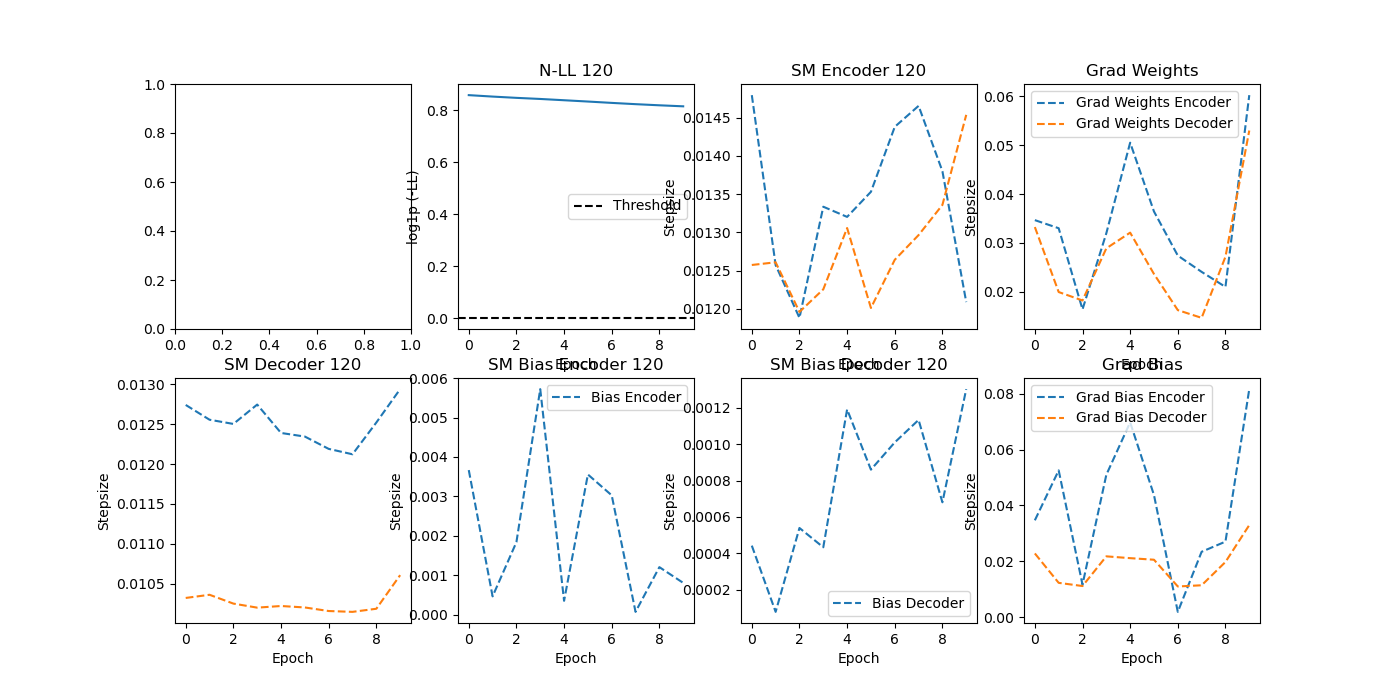 N-LL 120
SM Encoder 120
Grad Weights
1.0
0.8
0.6
0.4
0.2
0.0
0.0 0.2 0.4 0.6 0.8 1.0
log1p (-LL)
0.8
0.6
0.4
0.2
0.0
Threshold
0 2 4 6 8
Epoch
Stepsize
0.0145
0.0140
0.0135
0.0130
0.0125
0.0120
0 2 4 6 8
Epoch
Stepsize
0.06
0.05
0.04
0.03
0.02
Grad Weights Encoder
Grad Weights Decoder
0 2 4 6 8
Epoch
SM Decoder 120
SM Bias Encoder 120
SM Bias Decoder 120
Grad Bias
Stepsize
0.0130
0.0125
0.0120
0.0115
0.0110
0.0105
0 2 4 6 8
Epoch
Stepsize
0.006
0.005
0.004
0.003
0.002
0.001
0.000
Bias Encoder
0 2 4 6 8
Epoch
Stepsize
0.0012
0.0010
0.0008
0.0006
0.0004
0.0002
Bias Decoder
0 2 4 6 8
Epoch
Stepsize
0.08
0.06
0.04
0.02
0.00
Grad Bias Encoder
Grad Bias Decoder
0 2 4 6 8
Epoch